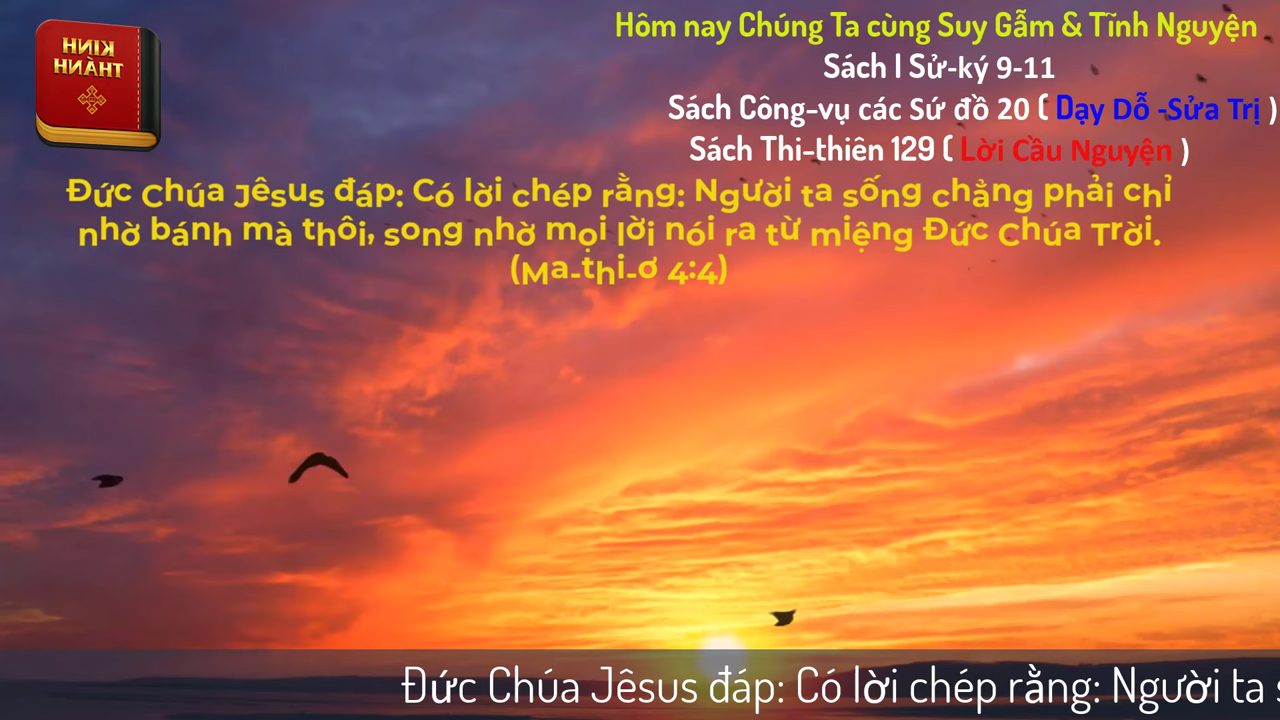 KINH
THÀNH
Hôm nay Chúng Ta cùng Suy Gẫm & Tĩnh Nguyện
Sách I Sử-ký 9-11
Sách Công-vụ các Sứ đồ 20 ( Dạy Dỗ -Sửa Trị )
Sách Thi-thiên 129 ( Lời Cầu Nguyện )
Đức Chúa Jêsus đáp: Có lời chép rằng: Người ta sống chẳng phải chỉ
nhờ bánh mà thôi, song nhờ mọi lời nói ra từ miệng Đức Chúa Trời.
(Ma-thi-ơ 4:4)
Đức Chúa Jêsus đáp: Có lời chép rằng: Người ta